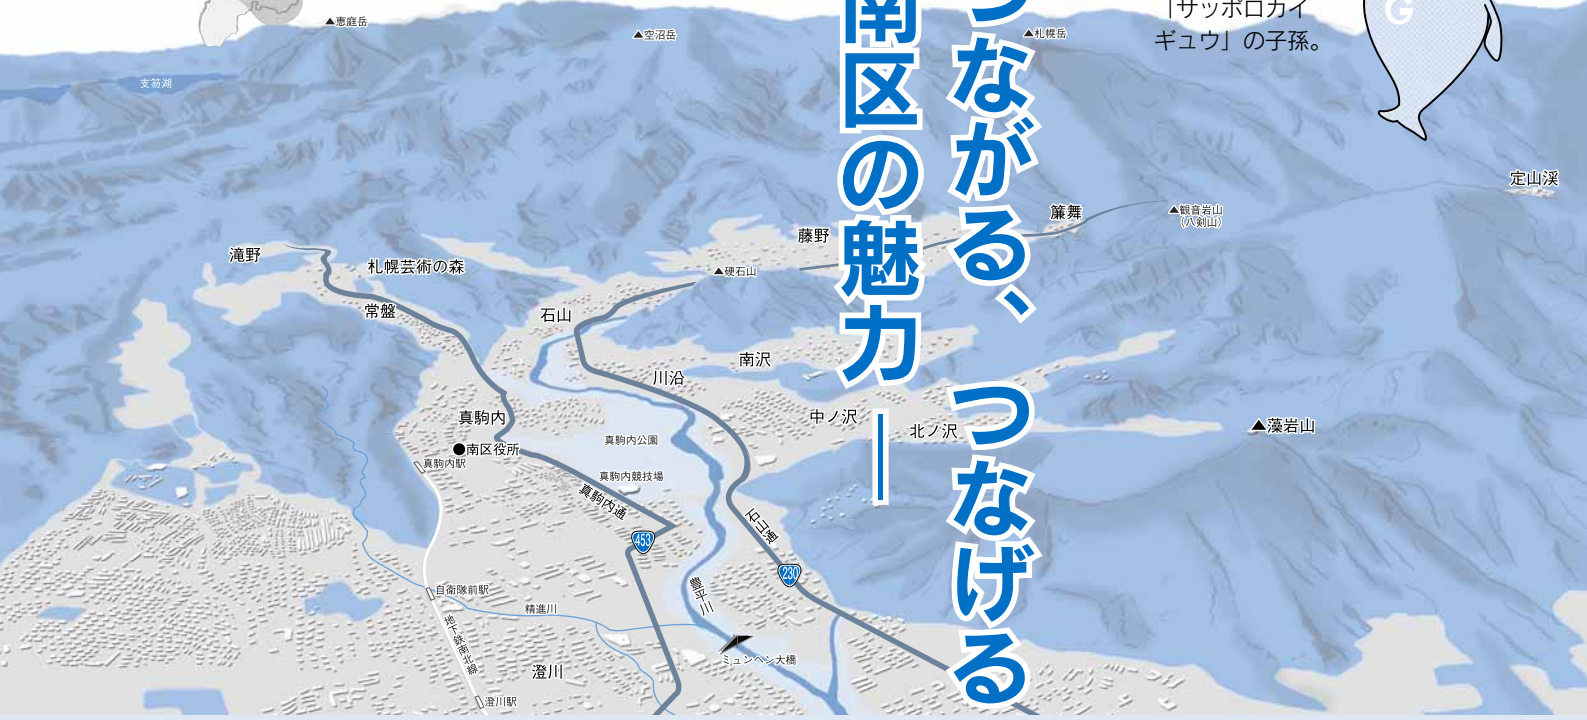 つながる、つなげる
南区の魅力――
「サッポロカイ
ギュウ」の子孫。
G
▲恵庭岳
▲空沼岳
▲札幌岳
支笏湖
定山渓
▲観音岩山
(八剣山)
簾舞
藤野
▲硬石山
滝野
札幌芸術の森
常盤
石山
南沢
川沿
中ノ沢
北ノ沢
▲藻岩山
真駒内
●南区役所
真駒内駅
真駒内公園
真駒内競技場
真駒内通
453
石山通
230
豊平川
自衛隊前駅
精進川
地下鉄南北線
ミュンヘン大橋
澄川
澄川駅